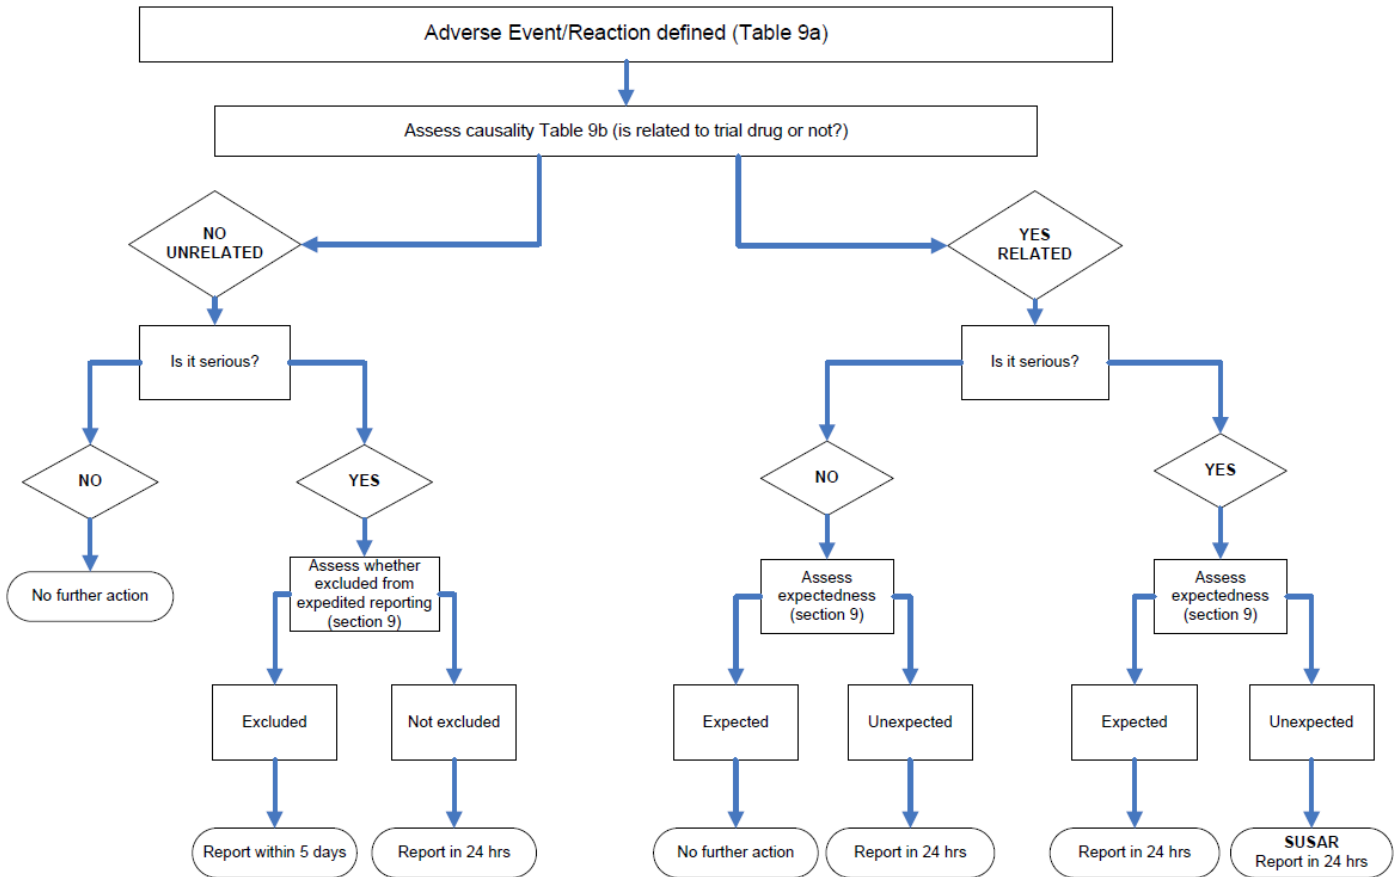 Adverse Event/Reaction defined (Table 9a)
Assess causality Table 9b (is related to trial drug or not?)
NO
UNRELATED
YES
RELATED
Is it serious?
Is it serious?
NO
YES
NO
YES
No further action
Assess whether
excluded from
expedited reporting
(section 9)
Assess
expectedness
(section 9)
Assess
expectedness
(section 9)
Excluded
Not excluded
Expected
Unexpected
Expected
Unexpected
Report within 5 days
Report in 24 hrs
No further action
Report in 24 hrs
Report in 24 hrs
SUSAR
Report in 24 hrs